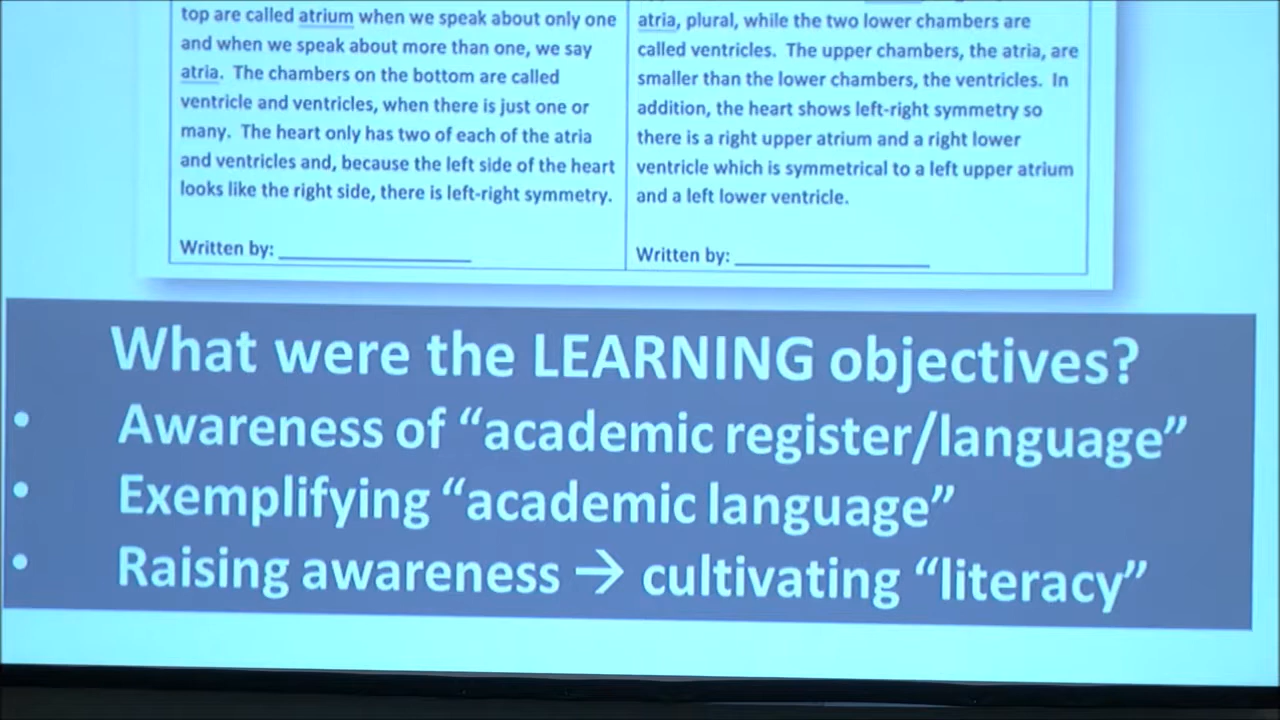 top are called atrium when we speak about only one
and when we speak about more than one, we say
atria. The chambers on the bottom are called
ventricle and ventricles, when there is just one or
many. The heart only has two of each of the atria
and ventricles and, because the left side of the heart
looks like the right side, there is left-right symmetry.
Written by:
atria, plural, while the two lower chambers are
called ventricles. The upper chambers, the atria, are
smaller than the lower chambers, the ventricles. In
addition, the heart shows left-right symmetry so
there is a right upper atrium and a right lower
ventricle which is symmetrical to a left upper atrium
and a left lower ventricle.
Written by:
What were the LEARNING objectives?
• Awareness of “academic register/language”
• Exemplifying “academic language”
• Raising awareness → cultivating “literacy”